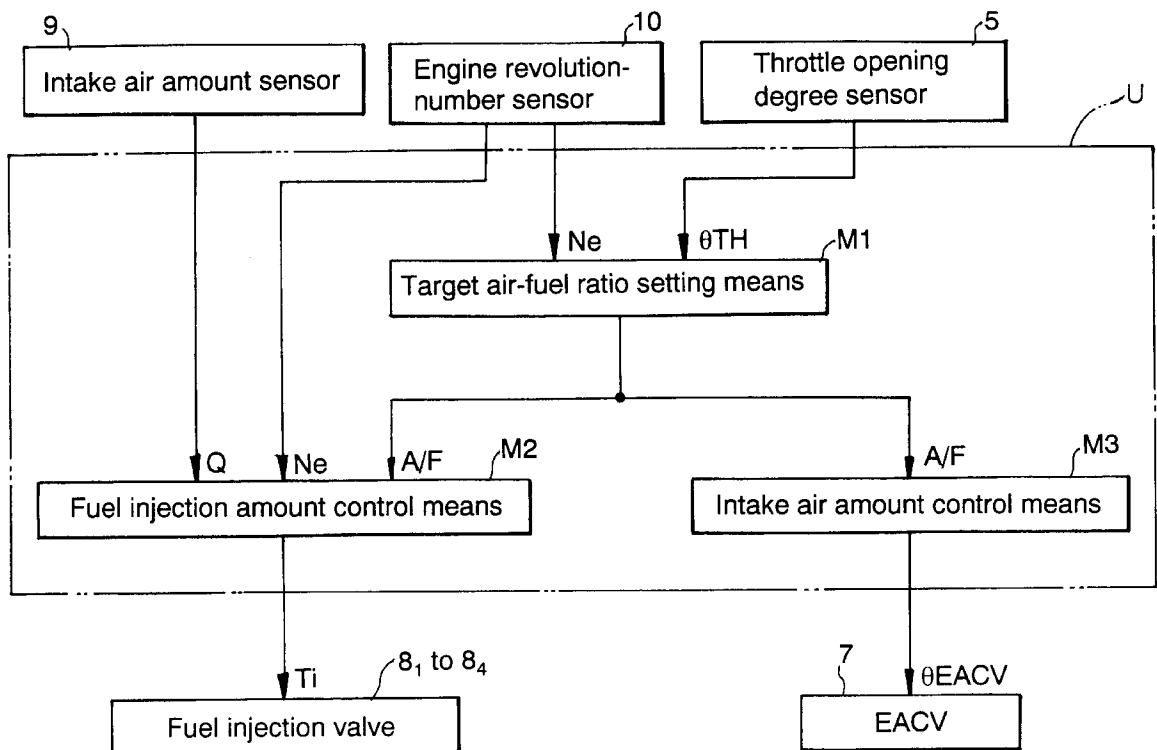 9
10
5
Intake air amount sensor
Engine revolution-
number sensor
Throttle opening
degree sensor
U
Ne
θTH
M1
Target air-fuel ratio setting means
Q
Ne
A/F
M2
A/F
M3
Fuel injection amount control means
Intake air amount control means
Ti
8₁ to 8₄
7
θEACV
Fuel injection valve
EACV